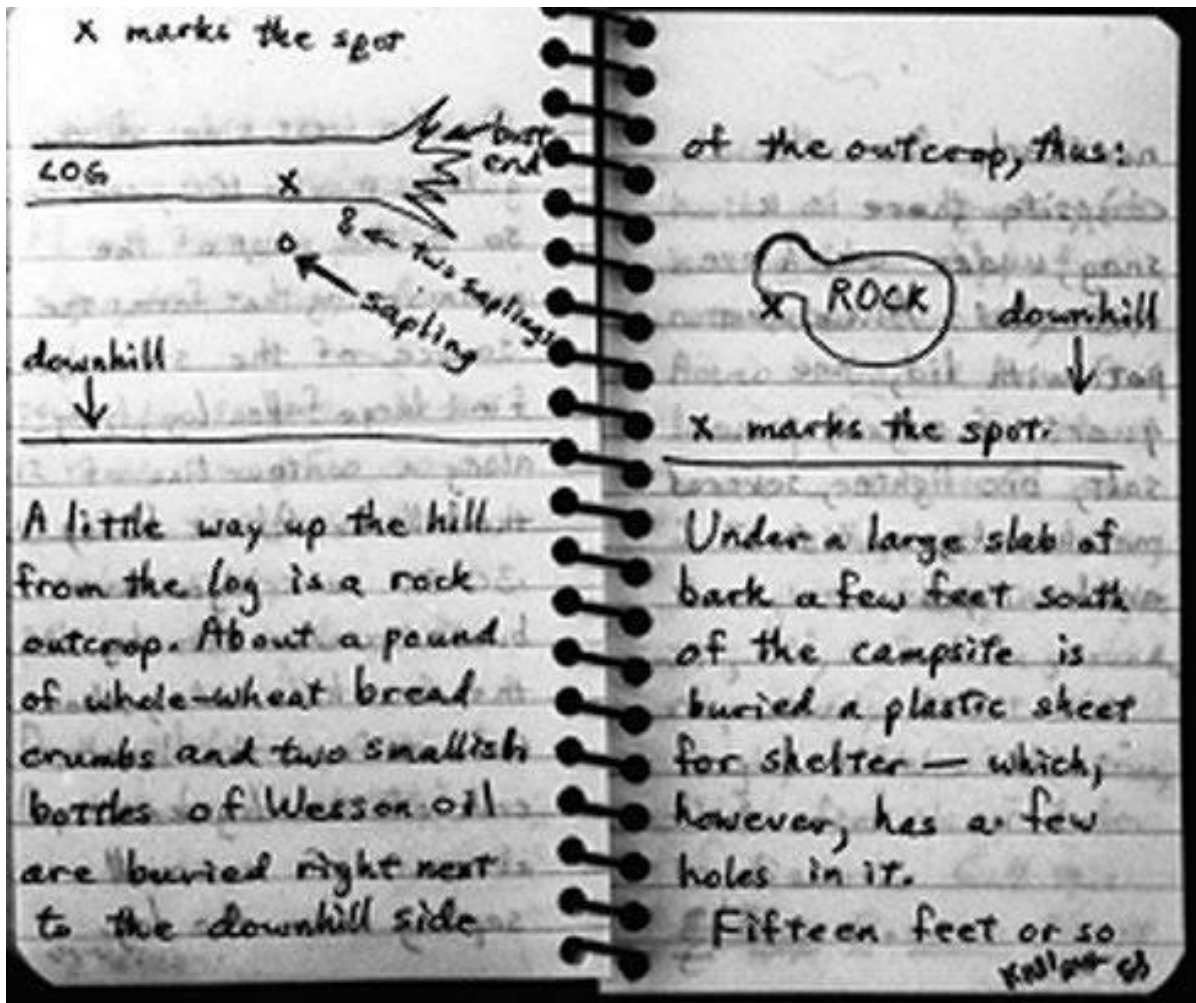 X marks the spot
butt
end
LOG
X
two saplings
sapling
downhill
A little way up the hill
from the log is a rock
outcrop. About a pound
of whole-wheat bread
crumbs and two smallish
bottles of Wesson oil
are buried right next
to the downhill side
of the outcrop, thus:
ROCK
X
downhill
X marks the spot.
Under a large slab of
bark a few feet south
of the campsite is
buried a plastic sheet
for shelter — which,
however, has a few
holes in it.
Fifteen feet or so